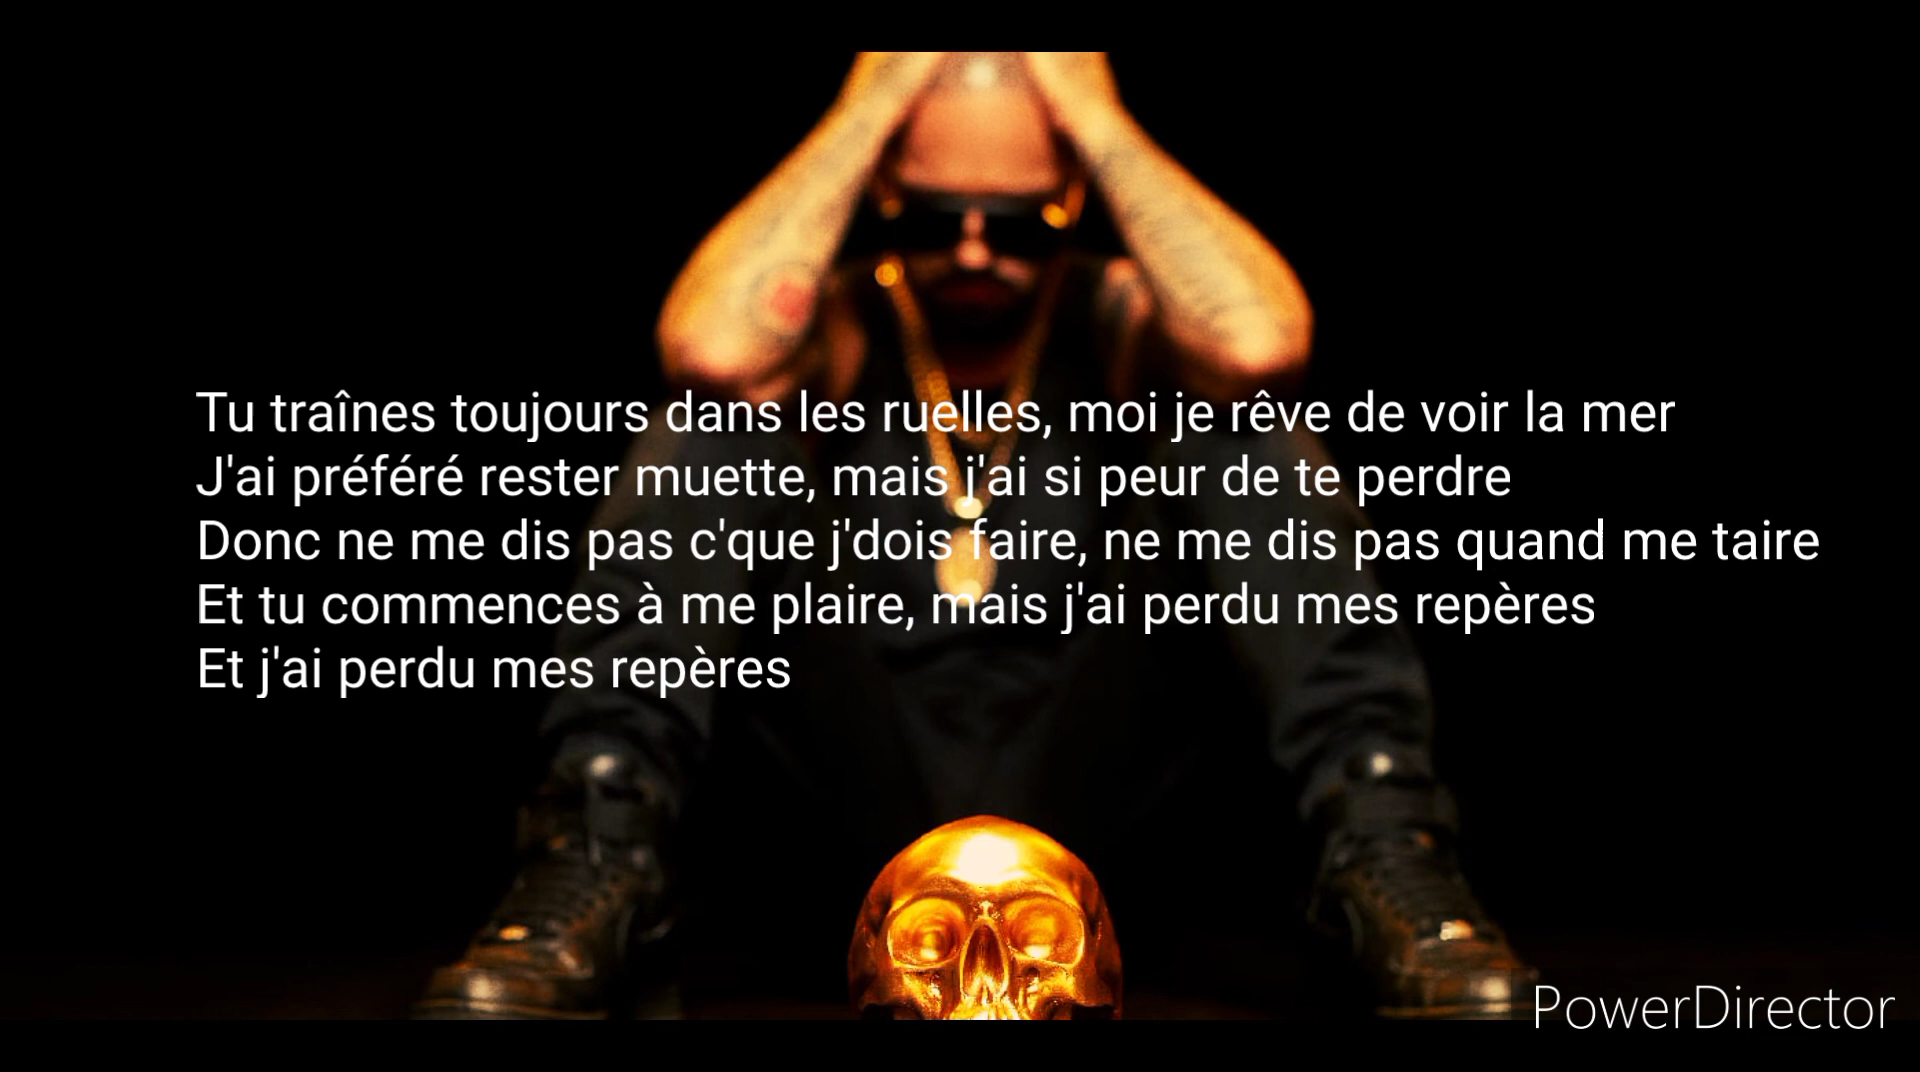 Tu traînes toujours dans les ruelles, moi je rêve de voir la mer
J'ai préféré rester muette, mais j'ai si peur de te perdre
Donc ne me dis pas c'que j'dois faire, ne me dis pas quand me taire
Et tu commences à me plaire, mais j'ai perdu mes repères
Et j'ai perdu mes repères
PowerDirector